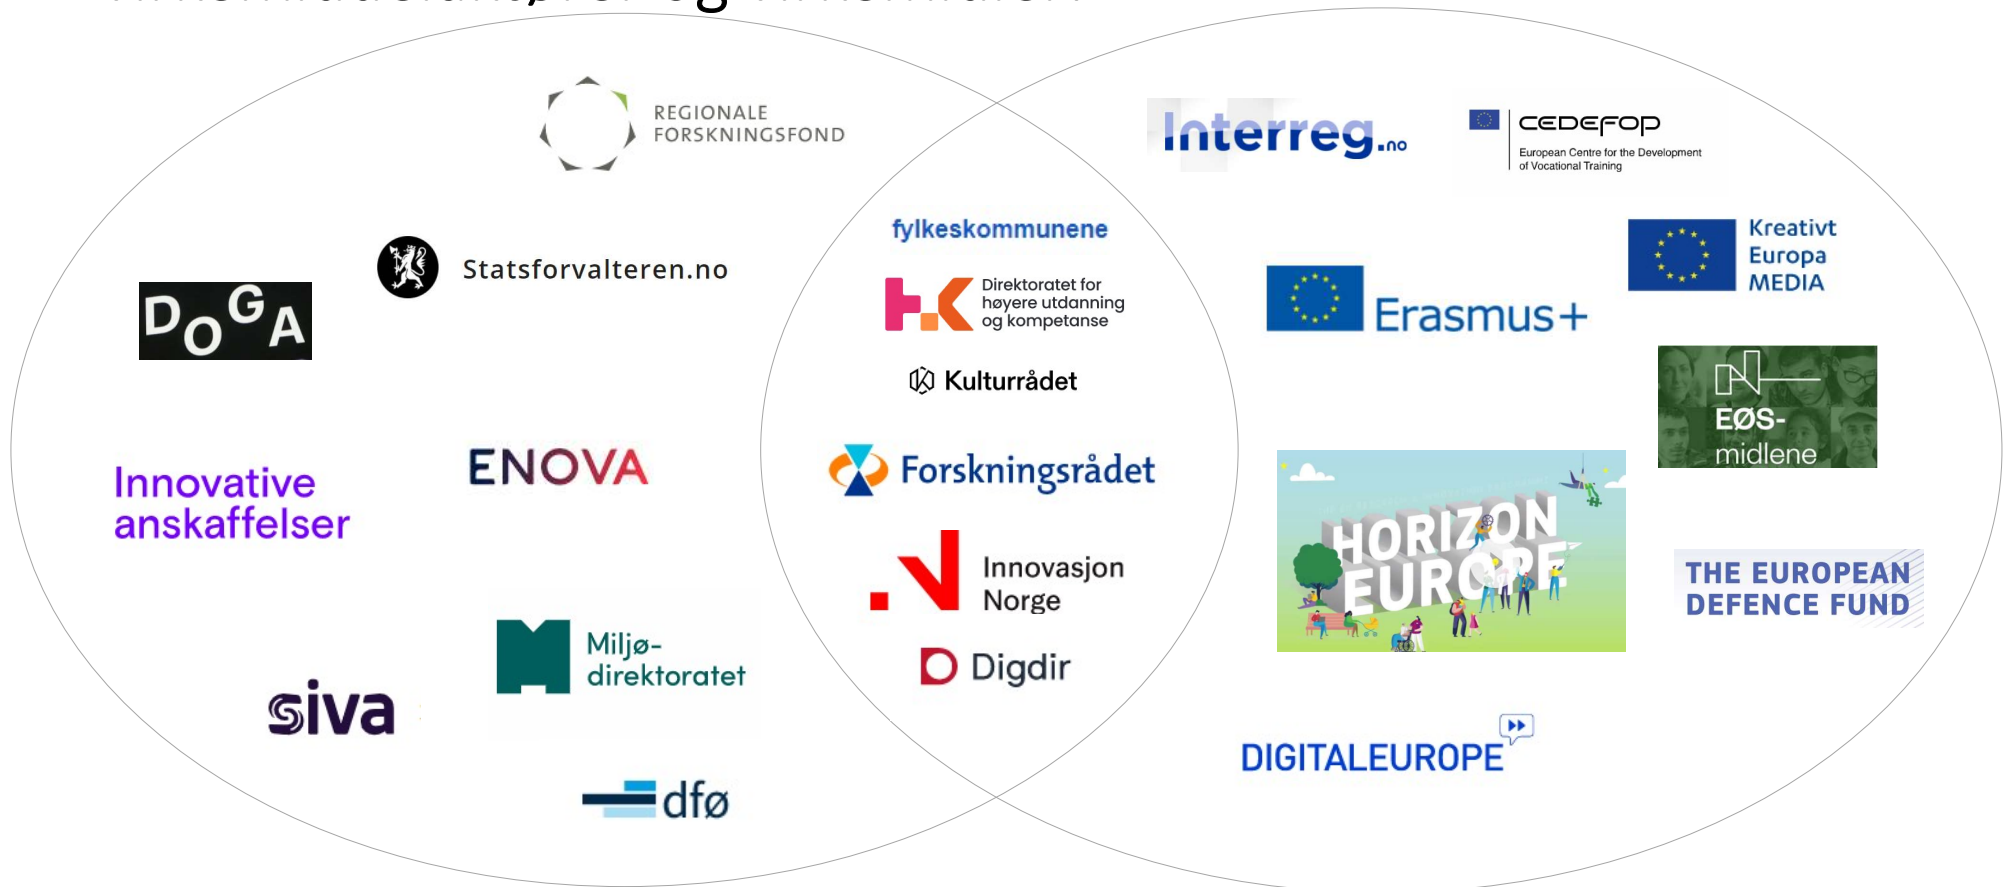 REGIONALE
FORSKNINGSFOND
Statsforvalteren.no
DOGA
ENOVA
Innovative
anskaffelser
Miljø-
direktoratet
siva
dfø
fylkeskommunene
Direktoratet for
høyere utdanning
og kompetanse
Kulturrådet
Forskningsrådet
Innovasjon
Norge
Digdir
Interreg.no
CEDEFOP
European Centre for the Development
of Vocational Training
Kreativt
Europa
MEDIA
Erasmus+
EØS-
midlene
HORIZON
EUROPE
THE EUROPEAN
DEFENCE FUND
DIGITALEUROPE